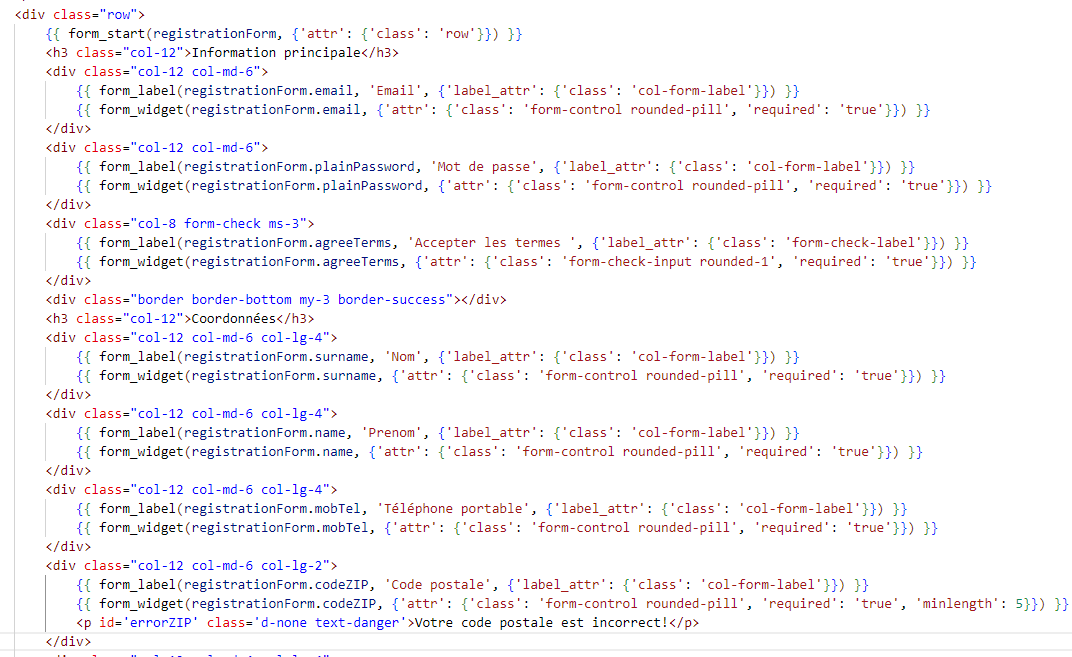 <div class="row">
{{ form_start(registrationForm, {'attr': {'class': 'row'}}) }}
<h3 class="col-12">Information principale</h3>
<div class="col-12 col-md-6">
{{ form_label(registrationForm.email, 'Email', {'label_attr': {'class': 'col-form-label'}}) }}
{{ form_widget(registrationForm.email, {'attr': {'class': 'form-control rounded-pill', 'required': 'true'}}) }}
</div>
<div class="col-12 col-md-6">
{{ form_label(registrationForm.plainPassword, 'Mot de passe', {'label_attr': {'class': 'col-form-label'}}) }}
{{ form_widget(registrationForm.plainPassword, {'attr': {'class': 'form-control rounded-pill', 'required': 'true'}}) }}
</div>
<div class="col-8 form-check ms-3">
{{ form_label(registrationForm.agreeTerms, 'Accepter les termes ', {'label_attr': {'class': 'form-check-label'}}) }}
{{ form_widget(registrationForm.agreeTerms, {'attr': {'class': 'form-check-input rounded-1', 'required': 'true'}}) }}
</div>
<div class="border border-bottom my-3 border-success"></div>
<h3 class="col-12">Coordonnées</h3>
<div class="col-12 col-md-6 col-lg-4">
{{ form_label(registrationForm.surname, 'Nom', {'label_attr': {'class': 'col-form-label'}}) }}
{{ form_widget(registrationForm.surname, {'attr': {'class': 'form-control rounded-pill', 'required': 'true'}}) }}
</div>
<div class="col-12 col-md-6 col-lg-4">
{{ form_label(registrationForm.name, 'Prenom', {'label_attr': {'class': 'col-form-label'}}) }}
{{ form_widget(registrationForm.name, {'attr': {'class': 'form-control rounded-pill', 'required': 'true'}}) }}
</div>
<div class="col-12 col-md-6 col-lg-4">
{{ form_label(registrationForm.mobTel, 'Téléphone portable', {'label_attr': {'class': 'col-form-label'}}) }}
{{ form_widget(registrationForm.mobTel, {'attr': {'class': 'form-control rounded-pill', 'required': 'true'}}) }}
</div>
<div class="col-12 col-md-6 col-lg-2">
{{ form_label(registrationForm.codeZIP, 'Code postale', {'label_attr': {'class': 'col-form-label'}}) }}
{{ form_widget(registrationForm.codeZIP, {'attr': {'class': 'form-control rounded-pill', 'required': 'true', 'minlength': 5}}) }}
<p id='errorZIP' class='d-none text-danger'>Votre code postale est incorrect!</p>
</div>